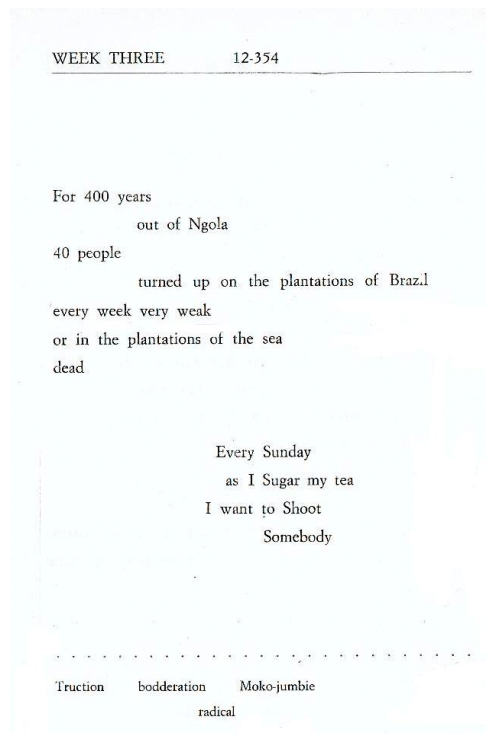 WEEK THREE 12-354
For 400 years
out of Ngola
40 people
turned up on the plantations of Brazil
every week very weak
or in the plantations of the sea
dead
Every Sunday
as I Sugar my tea
I want to Shoot
Somebody
Truction bodderation Moko-jumbie
radical